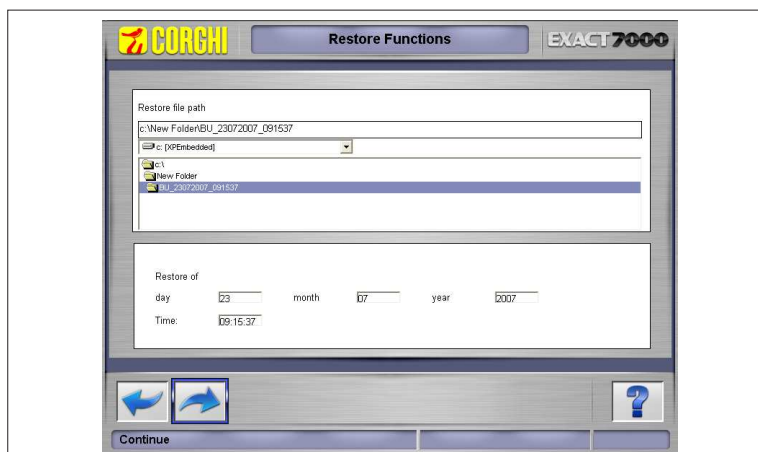 CORGHI
Restore Functions
EXACT7000
Restore file path
c:\New Folder\BU_23072007_091537
c: [XPEmbedded]
c:\
New Folder
BU_23072007_091537
Restore of
day 23 month 07 year 2007
Time: 09:15:37
?
Continue